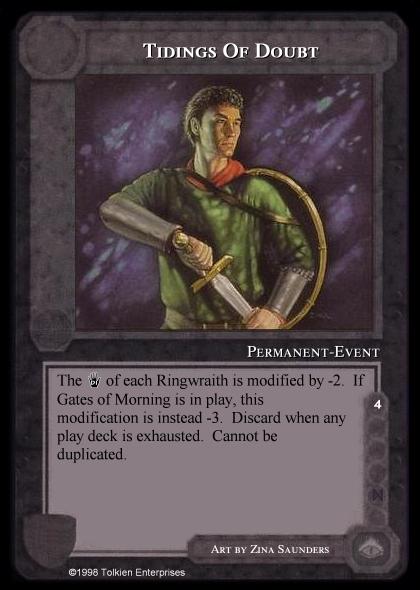 TIDINGS OF DOUBT
PERMANENT-EVENT
The of each Ringwraith is modified by -2. If
Gates of Morning is in play, this
modification is instead -3. Discard when any
play deck is exhausted. Cannot be
duplicated.
4
N
ART BY ZINA SAUNDERS
©1998 Tolkien Enterprises